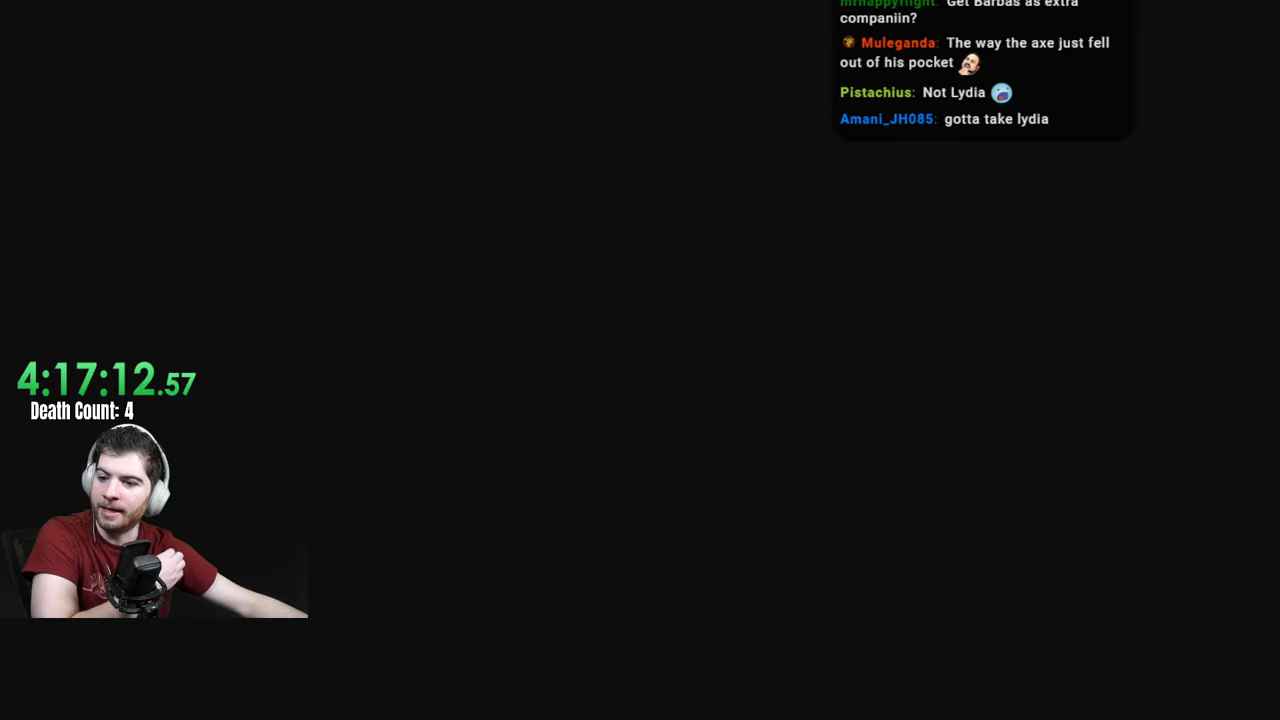 mrhappyflight: Get Barbas as extra
companiin?
Muleganda: The way the axe just fell
out of his pocket
Pistachius: Not Lydia
Amani_JH085: gotta take lydia
4:17:12.57
Death Count: 4